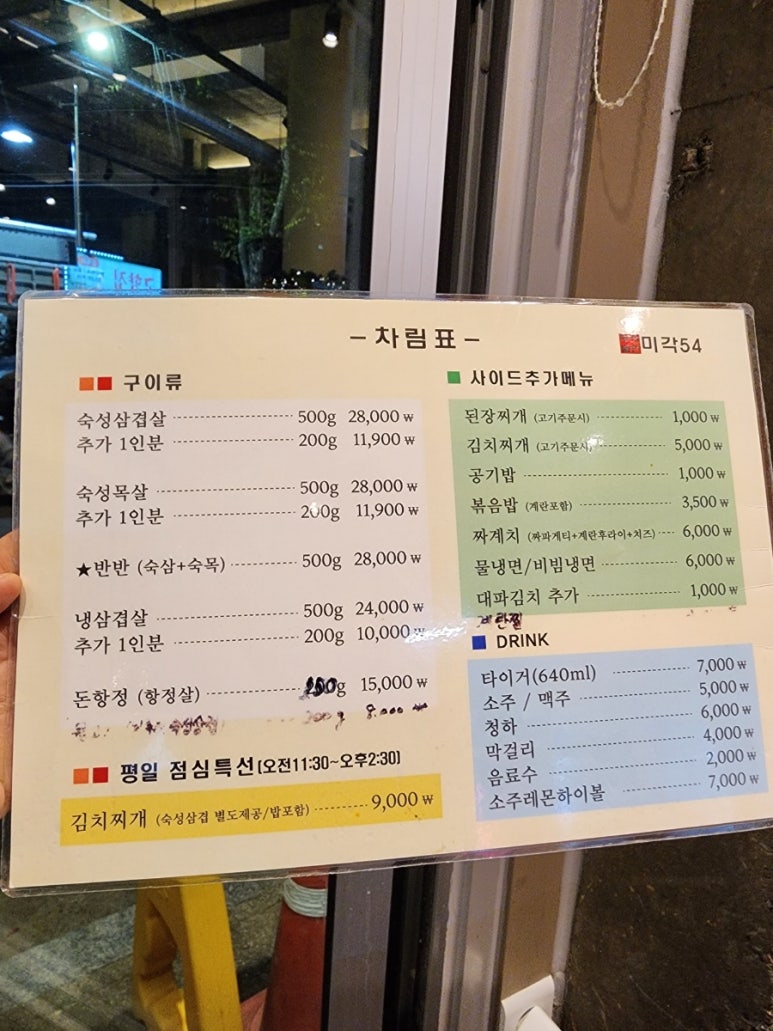 – 차림표 –
미각54
구이류
숙성삼겹살 500g 28,000 ₩
추가 1인분 200g 11,900 ₩
숙성목살 500g 28,000 ₩
추가 1인분 200g 11,900 ₩
★반반 (숙삼+숙목) 500g 28,000 ₩
냉삼겹살 500g 24,000 ₩
추가 1인분 200g 10,000 ₩
돈항정 (항정살) g 15,000 ₩
평일 점심특선 [오전11:30~오후2:30]
김치찌개 (숙성삼겹 별도제공/밥포함) 9,000 ₩
사이드추가메뉴
된장찌개 (고기주문시) 1,000 ₩
김치찌개 (고기주문시) 5,000 ₩
공기밥 1,000 ₩
볶음밥 (계란포함) 3,500 ₩
짜계치 (짜파게티+계란후라이+치즈) 6,000 ₩
물냉면/비빔냉면 6,000 ₩
대파김치 추가 1,000 ₩
DRINK
타이거(640ml) 7,000 ₩
소주 / 맥주 5,000 ₩
청하 6,000 ₩
막걸리 4,000 ₩
음료수 2,000 ₩
소주레몬하이볼 7,000 ₩